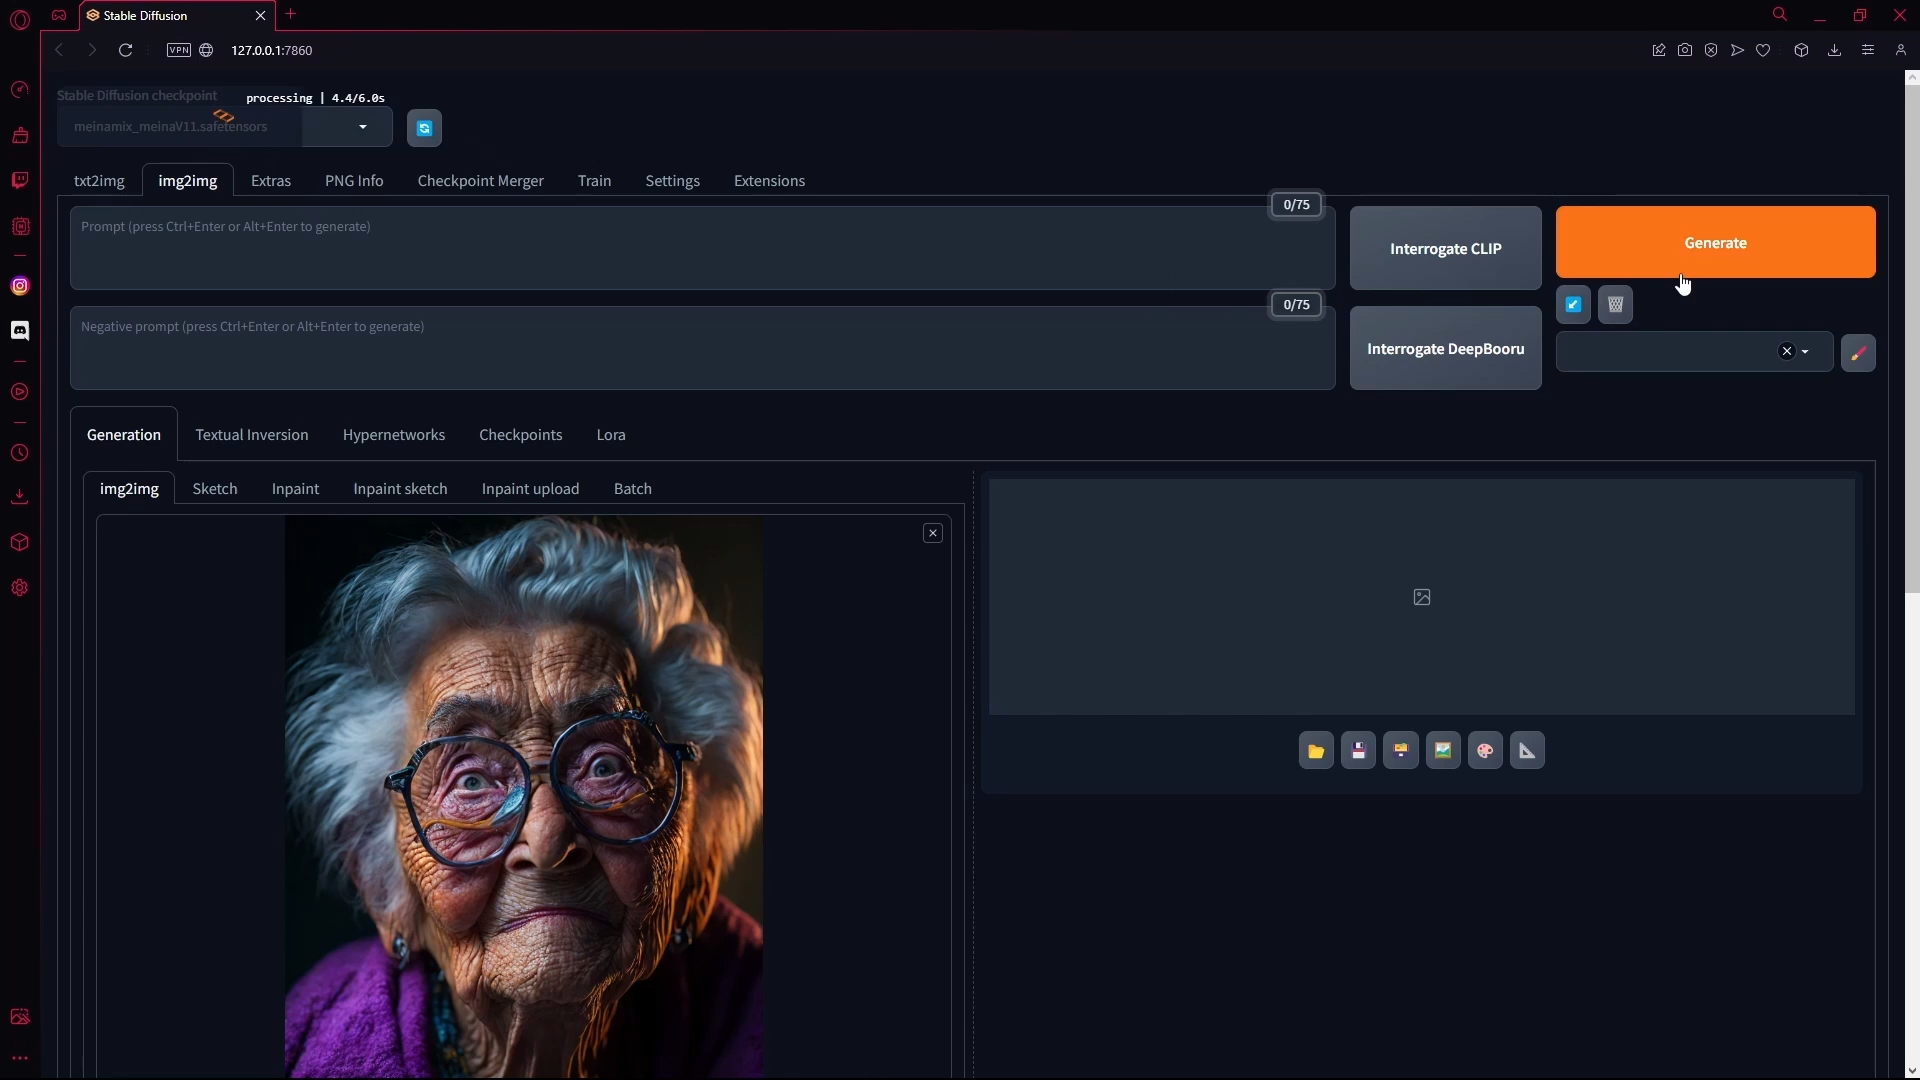 Stable Diffusion
VPN
127.0.0.1:7860
Stable Diffusion checkpoint
processing | 4.4/6.0s
meinamix_meinaV11.safetensors
txt2img
img2img
Extras
PNG Info
Checkpoint Merger
Train
Settings
Extensions
0/75
Prompt (press Ctrl+Enter or Alt+Enter to generate)
Interrogate CLIP
Generate
0/75
Negative prompt (press Ctrl+Enter or Alt+Enter to generate)
Interrogate DeepBooru
Generation
Textual Inversion
Hypernetworks
Checkpoints
Lora
img2img
Sketch
Inpaint
Inpaint sketch
Inpaint upload
Batch